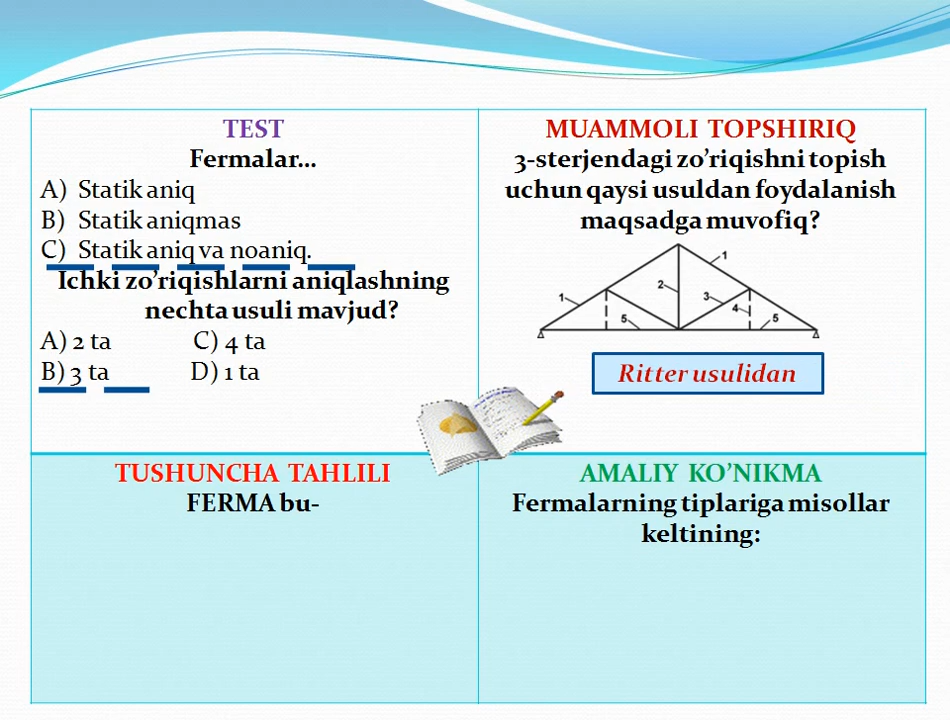 TEST
Fermalar...
A) Statik aniq
B) Statik aniqmas
C) Statik aniq va noaniq.
Ichki zo’riqishlarni aniqlashning
nechta usuli mavjud?
A) 2 ta C) 4 ta
B) 3 ta D) 1 ta
MUAMMOLI TOPSHIRIQ
3-sterjendagi zo’riqishni topish
uchun qaysi usuldan foydalanish
maqsadga muvofiq?
1
2
3
1
4
5
5
Ritter usulidan
TUSHUNCHA TAHLILI
FERMA bu-
AMALIY KO’NIKMA
Fermalarning tiplariga misollar
keltining: